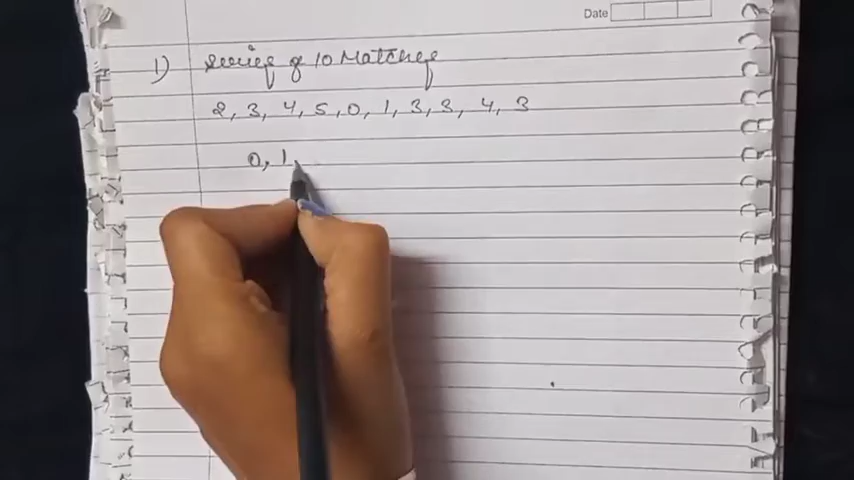 Date
1) series of 10 Matches
2, 3, 4, 5, 0, 1, 3, 3, 4, 3
0, 1,